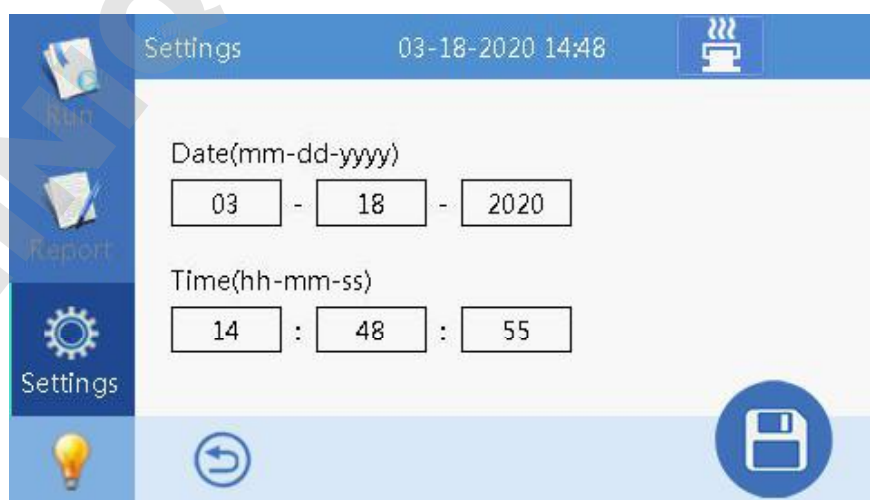 Settings 03-18-2020 14:48
Run
Date(mm-dd-yyyy)
03 - 18 - 2020
Report
Time(hh-mm-ss)
14 : 48 : 55
Settings